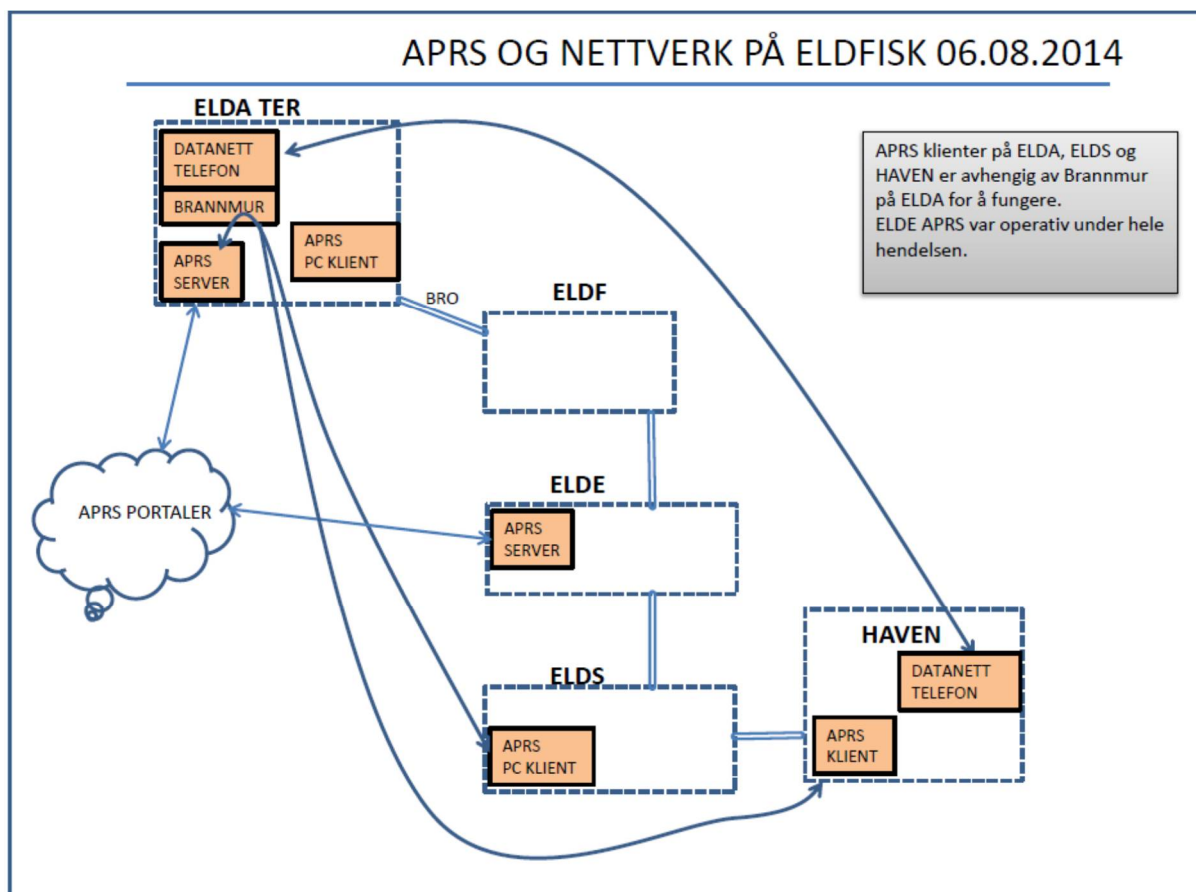 APRS OG NETTVERK PÅ ELDFISK 06.08.2014
ELDA TER
DATANETT
TELEFON
BRANNMUR
APRS
SERVER
APRS
PC KLIENT
APRS klienter på ELDA, ELDS og
HAVEN er avhengig av Brannmur
på ELDA for å fungere.
ELDE APRS var operativ under hele
hendelsen.
BRO
ELDF
APRS PORTALER
ELDE
APRS
SERVER
ELDS
APRS
PC KLIENT
HAVEN
DATANETT
TELEFON
APRS
KLIENT